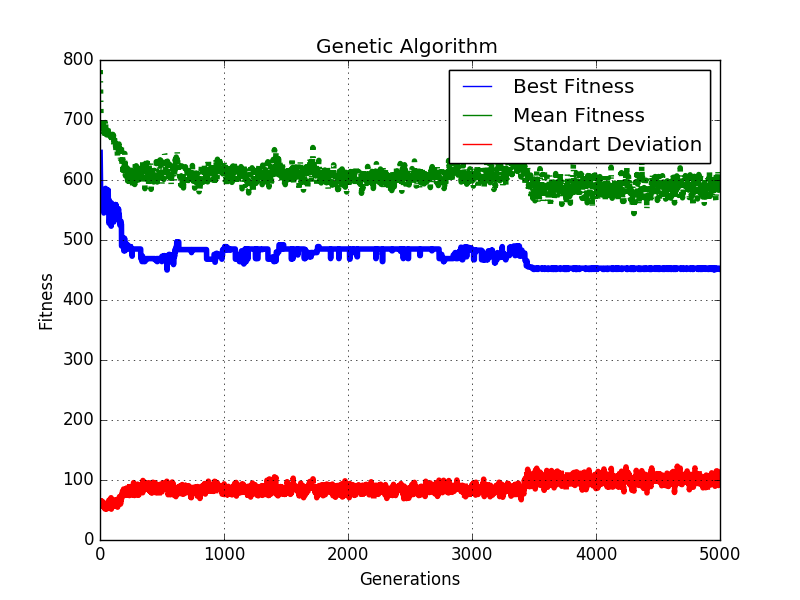 Genetic Algorithm
800
700
600
500
400
300
200
100
0
Fitness
Best Fitness
Mean Fitness
Standart Deviation
0 1000 2000 3000 4000 5000
Generations